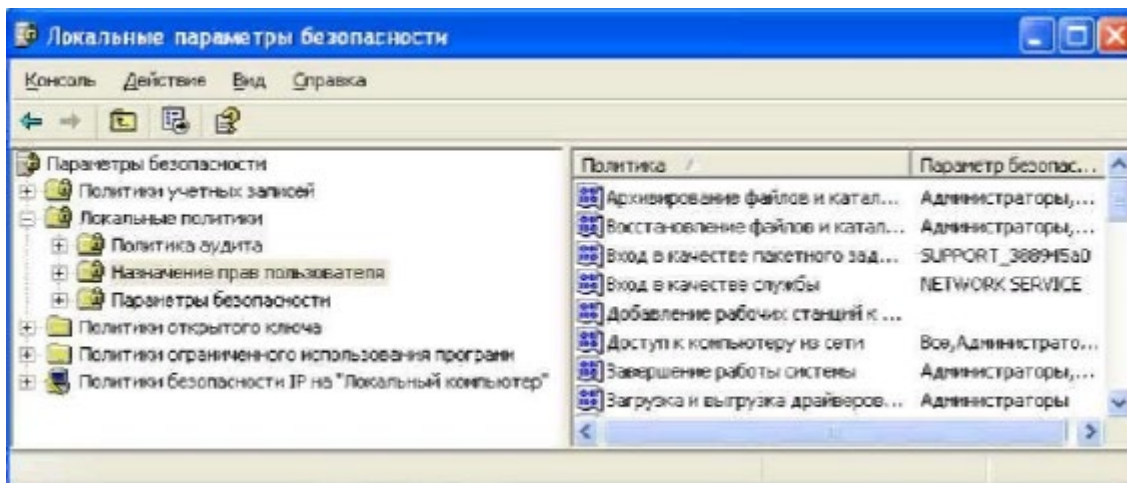 Локальные параметры безопасности
Консоль Действие Вид Справка
Параметры безопасности
Политики учетных записей
Локальные политики
Политика аудита
Назначение прав пользователя
Параметры безопасности
Политики открытого ключа
Политики ограниченного использования программ
Политики безопасности IP на "Локальный компьютер"
Политика Параметр безопас...
Архивирование файлов и катал... Администраторы,...
Восстановление файлов и катал... Администраторы,...
Вход в качестве пакетного зад... SUPPORT_388945a0
Вход в качестве службы NETWORK SERVICE
Добавление рабочих станций к ...
Доступ к компьютеру из сети Все,Администрато...
Завершение работы системы Администраторы,...
Загрузка и выгрузка драйверов... Администраторы